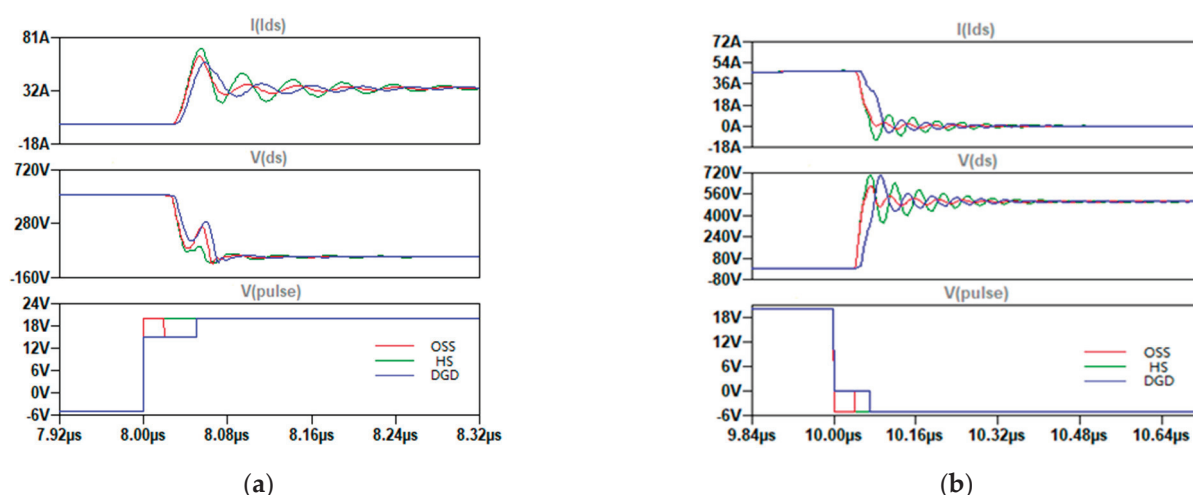 I(Ids)
81A
32A
-18A
V(ds)
720V
280V
-160V
V(pulse)
24V
18V
12V
6V
0V
-6V
OSS
HS
DGD
7.92µs
8.00µs
8.08µs
8.16µs
8.24µs
8.32µs
(a)
I(Ids)
72A
54A
36A
18A
0A
-18A
V(ds)
720V
560V
400V
240V
80V
-80V
V(pulse)
18V
12V
6V
0V
-6V
OSS
HS
DGD
9.84µs
10.00µs
10.16µs
10.32µs
10.48µs
10.64µs
(b)